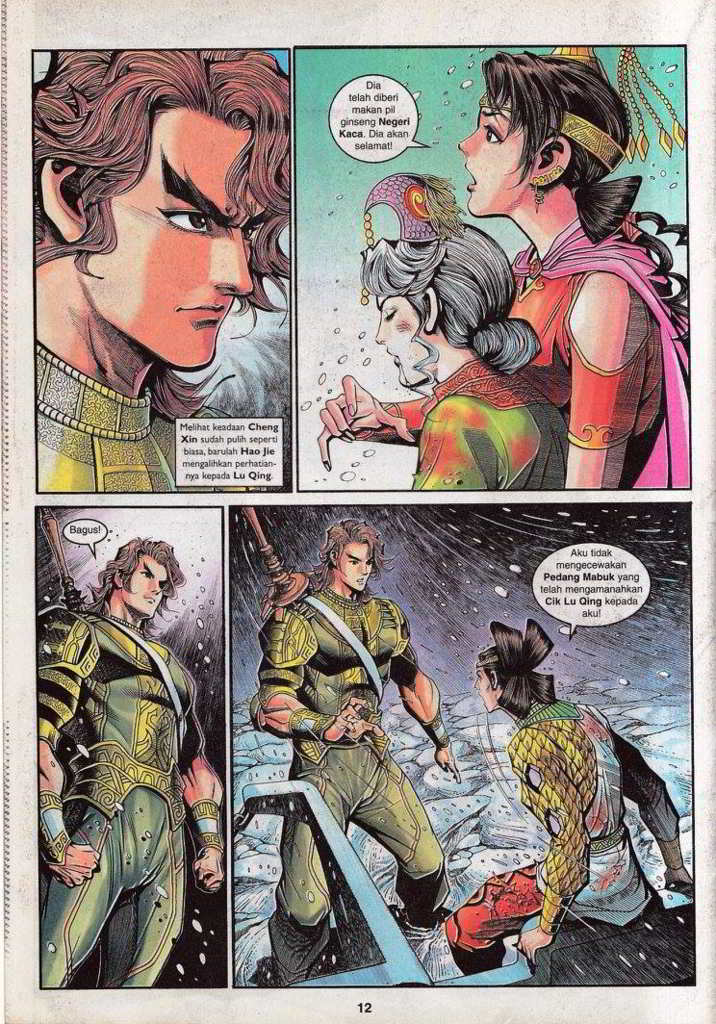 Melihat keadaan Cheng
Xin sudah pulih seperti
biasa, barulah Hao Jie
mengalihkan perhatian-
nya kepada Lu Qing.
Dia
telah diberi
makan pil
ginseng Negeri
Kaca. Dia akan
selamat!
Bagus!
Aku tidak
mengecewakan
Pedang Mabuk yang
telah mengamanahkan
Cik Lu Qing kepada
aku!
12